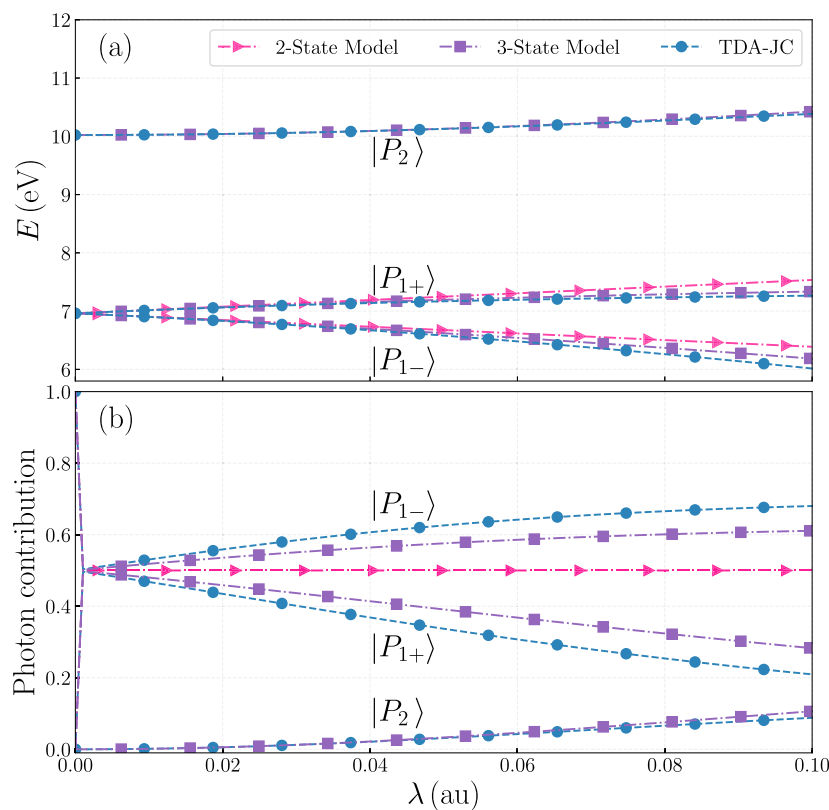 (a)
2-State Model
3-State Model
TDA-JC
12
11
10
9
8
7
6
E (eV)
|P₂⟩
|P₁₊⟩
|P₁₋⟩
(b)
1.0
0.8
0.6
0.4
0.2
0.0
Photon contribution
|P₁₋⟩
|P₁₊⟩
|P₂⟩
0.00
0.02
0.04
0.06
0.08
0.10
λ (au)